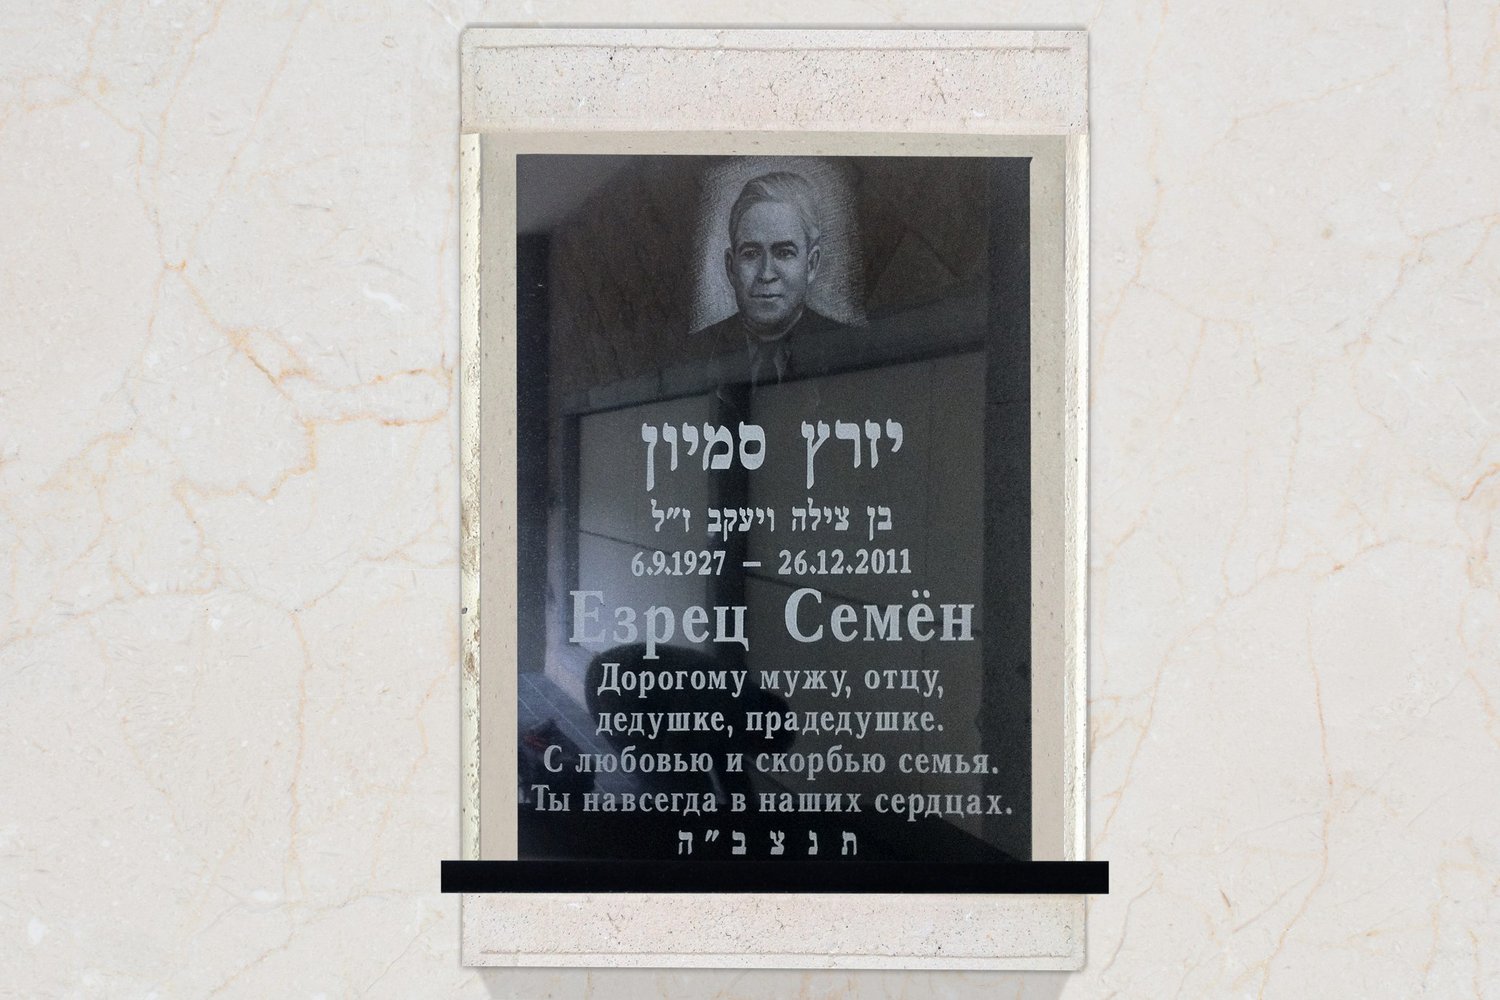 יזרץ סמיון
בן צילה ויעקב ז"ל
6.9.1927 – 26.12.2011
Езрец Семён
Дорогому мужу, отцу,
дедушке, прадедушке.
С любовью и скорбью семья.
Ты навсегда в наших сердцах.
ת נ צ ב "ה